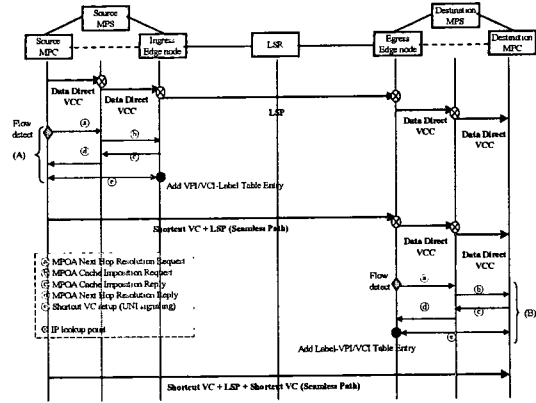 Source
MPS
Destination
MPS
Source
MPC
Ingress
Edge node
LSR
Egress
Edge node
Destination
MPC
Data Direct
VCC
Data Direct
VCC
LSP
Data Direct
VCC
Data Direct
VCC
Flow
detect
(A)
a
b
c
d
e
Add VPI/VCI-Label Table Entry
Shortcut VC + LSP (Seamless Path)
Data Direct
VCC
Data Direct
VCC
a MPOA Next Hop Resolution Request
b MPOA Cache Imposition Request
c MPOA Cache Imposition Reply
d MPOA Next Hop Resolution Reply
e Shortcut VC setup (UNI signaling)
IP lookup point
Flow
detect
a
b
c
d
e
(B)
Add Label-VPI/VCI Table Entry
Shortcut VC + LSP + Shortcut VC (Seamless Path)